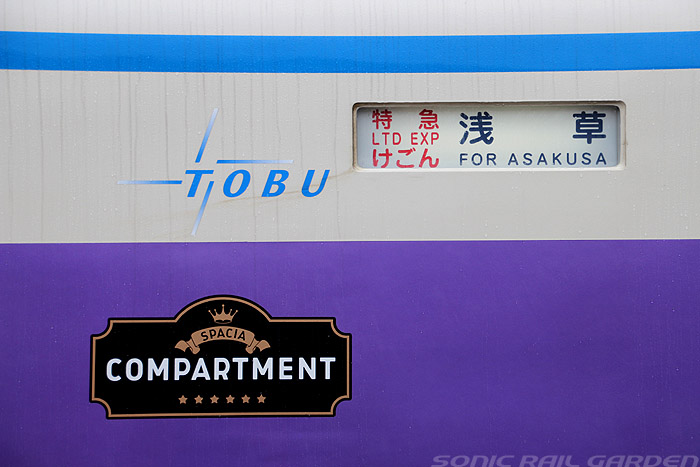 特急 浅草
LTD EXP
けごん FOR ASAKUSA
TOBU
SPACIA
COMPARTMENT
SONIC RAIL GARDEN